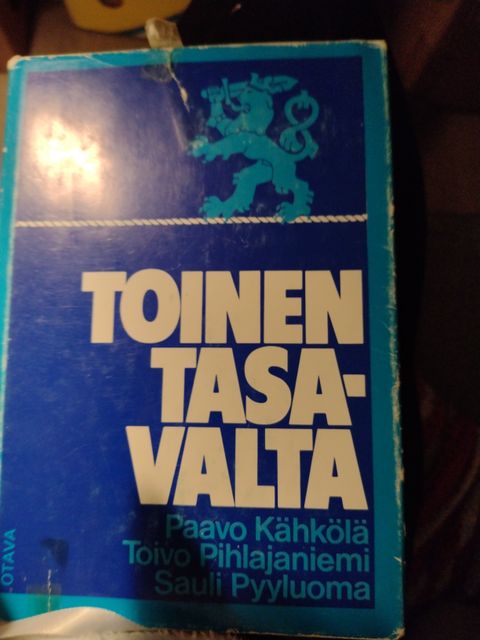 TOINEN
TASA-
VALTA
Paavo Kähkölä
Toivo Pihlajaniemi
Sauli Pyyluoma
OTAVA